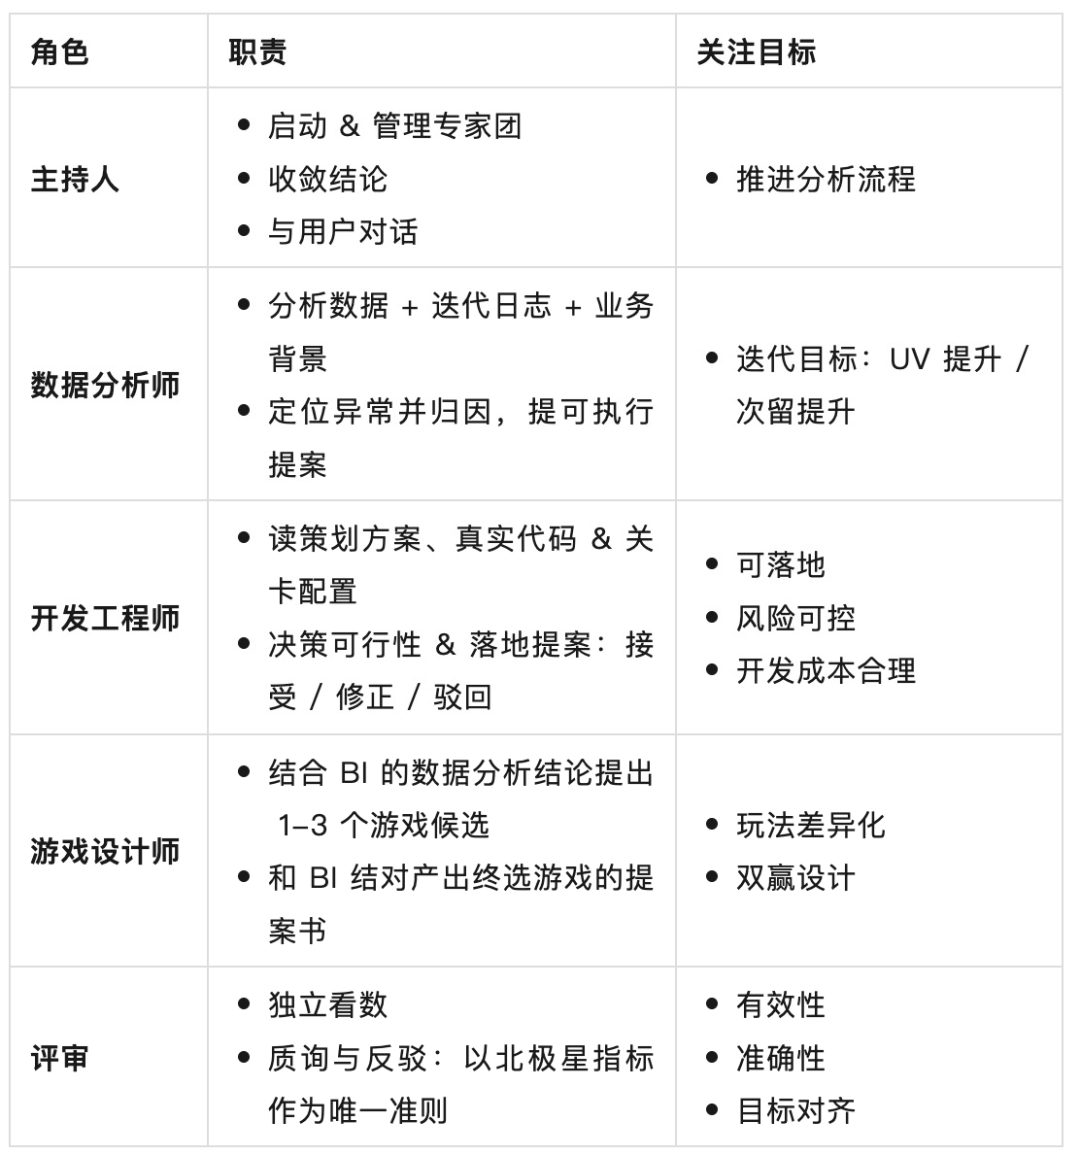 角色
职责
关注目标
主持人
• 启动 & 管理专家团
• 收敛结论
• 与用户对话
• 推进分析流程
数据分析师
• 分析数据 + 迭代日志 + 业务
背景
• 定位异常并归因，提可执行
提案
• 迭代目标：UV 提升 /
次留提升
开发工程师
• 读策划方案、真实代码 & 关
卡配置
• 决策可行性 & 落地提案：接
受 / 修正 / 驳回
• 可落地
• 风险可控
• 开发成本合理
游戏设计师
• 结合 BI 的数据分析结论提出
1–3 个游戏候选
• 和 BI 结对产出终选游戏的提
案书
• 玩法差异化
• 双赢设计
评审
• 独立看数
• 质询与反驳：以北极星指标
作为唯一准则
• 有效性
• 准确性
• 目标对齐